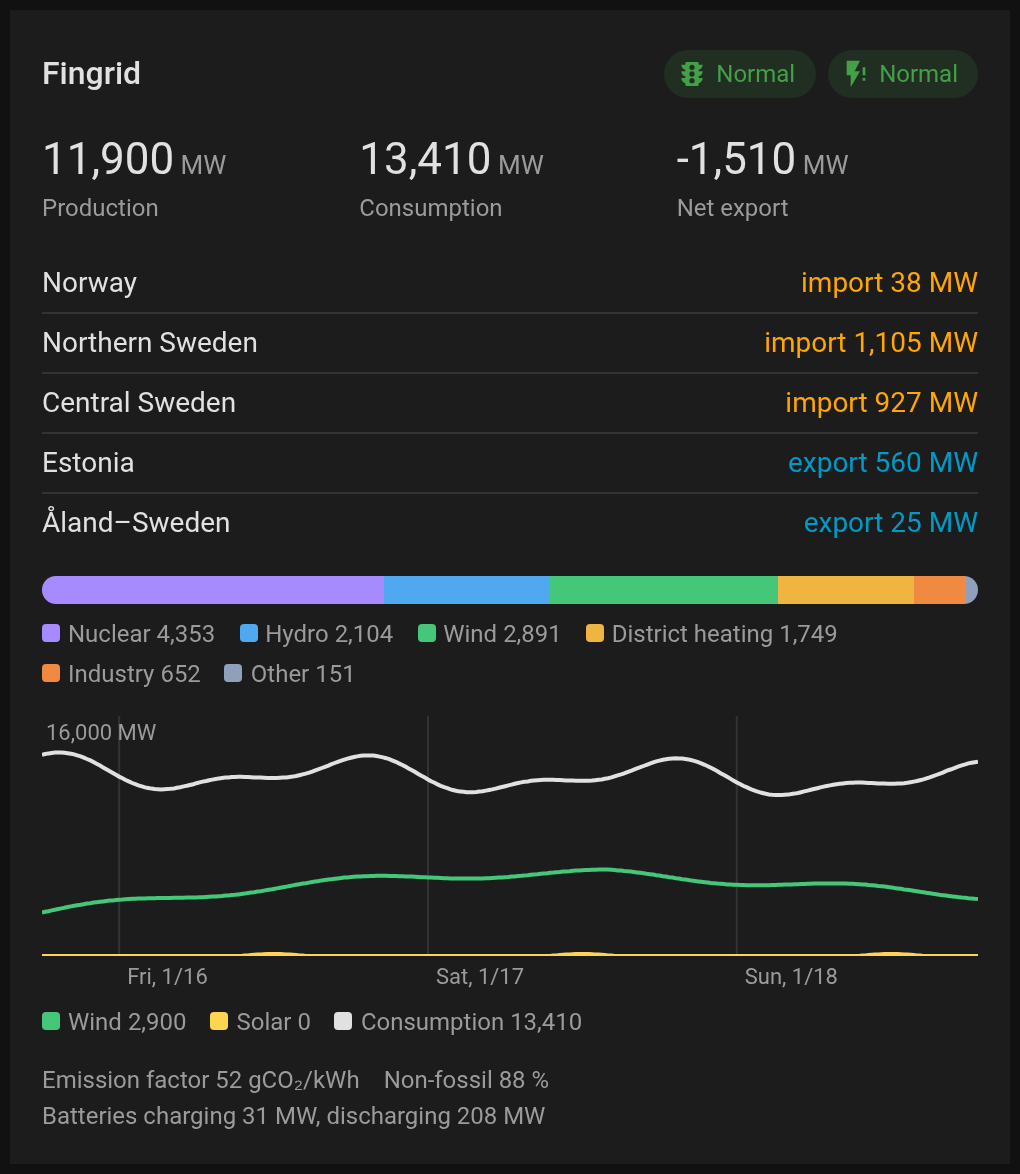 Fingrid Normal Normal
11,900 MW 13,410 MW -1,510 MW
Production Consumption Net export
Norway import 38 MW
Northern Sweden import 1,105 MW
Central Sweden import 927 MW
Estonia export 560 MW
Åland–Sweden export 25 MW
Nuclear 4,353 Hydro 2,104 Wind 2,891 District heating 1,749
Industry 652 Other 151
16,000 MW
Fri, 1/16 Sat, 1/17 Sun, 1/18
Wind 2,900 Solar 0 Consumption 13,410
Emission factor 52 gCO₂/kWh Non-fossil 88 %
Batteries charging 31 MW, discharging 208 MW